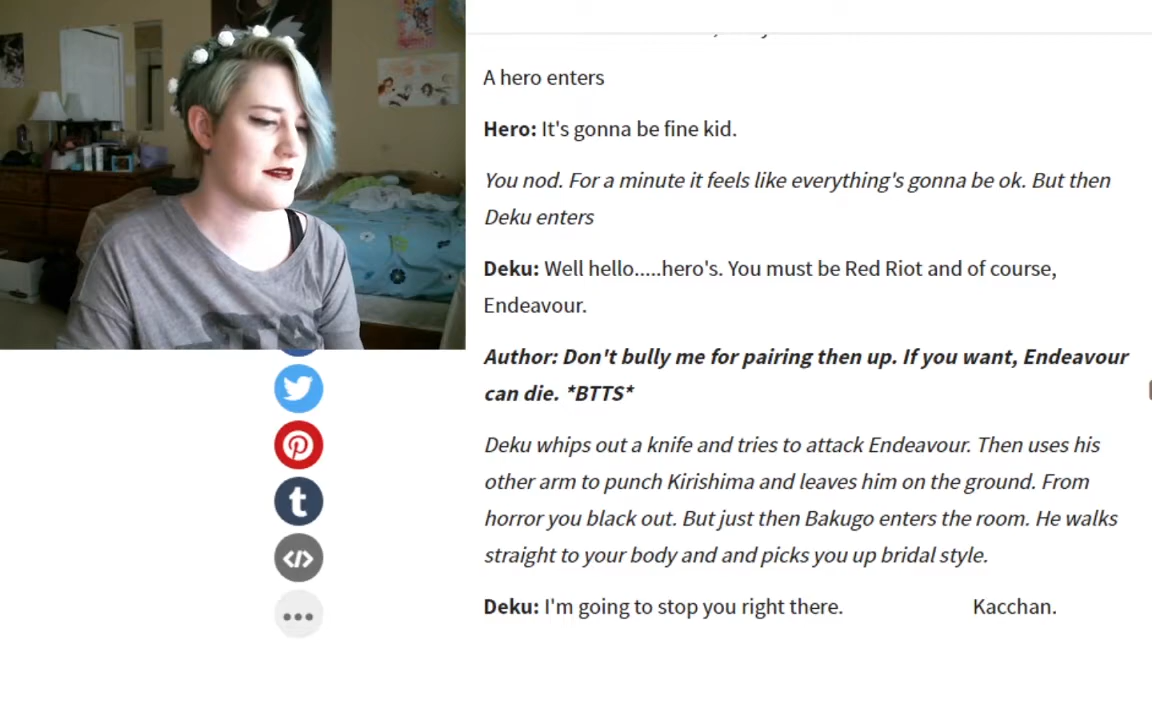 A hero enters
Hero: It's gonna be fine kid.
You nod. For a minute it feels like everything's gonna be ok. But then
Deku enters
Deku: Well hello.....hero's. You must be Red Riot and of course,
Endeavour.
Author: Don't bully me for pairing then up. If you want, Endeavour
can die. *BTTS*
Deku whips out a knife and tries to attack Endeavour. Then uses his
other arm to punch Kirishima and leaves him on the ground. From
horror you black out. But just then Bakugo enters the room. He walks
straight to your body and and picks you up bridal style.
Deku: I'm going to stop you right there. Kacchan.